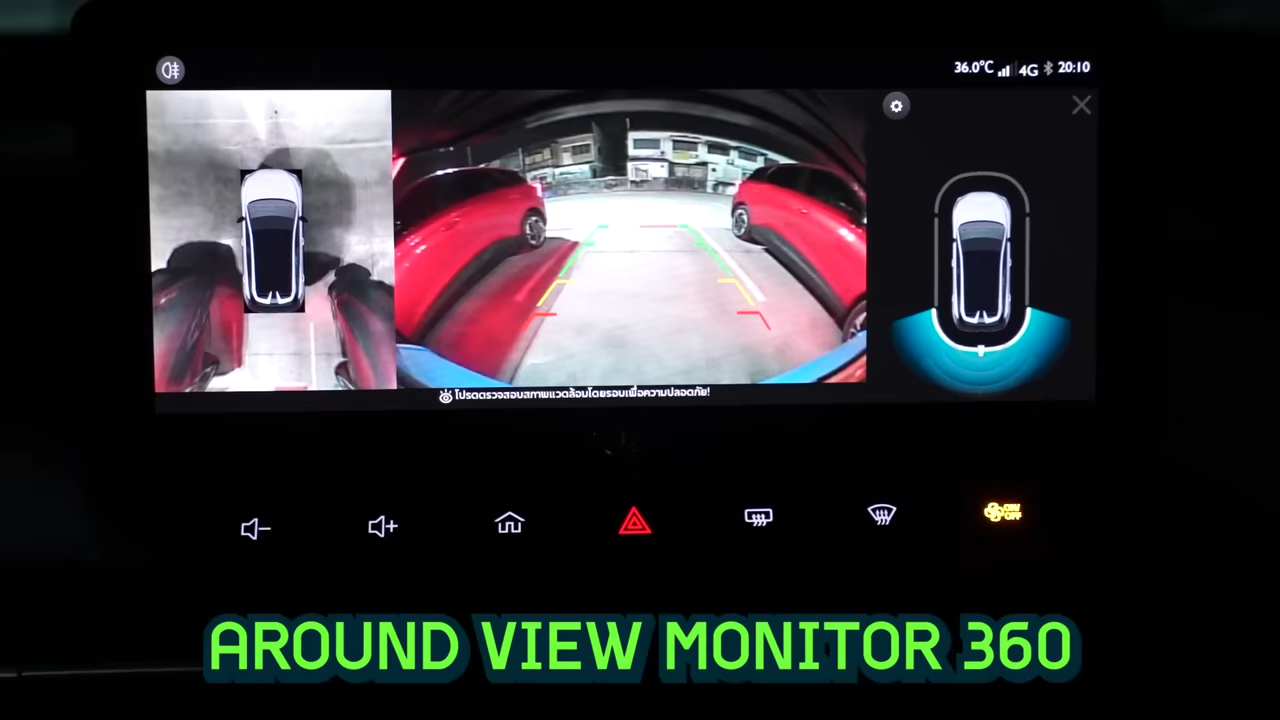 36.0°C 4G 20:10
โปรดตรวจสอบสภาพแวดล้อมโดยรอบเพื่อความปลอดภัย!
ON/
OFF
AROUND VIEW MONITOR 360